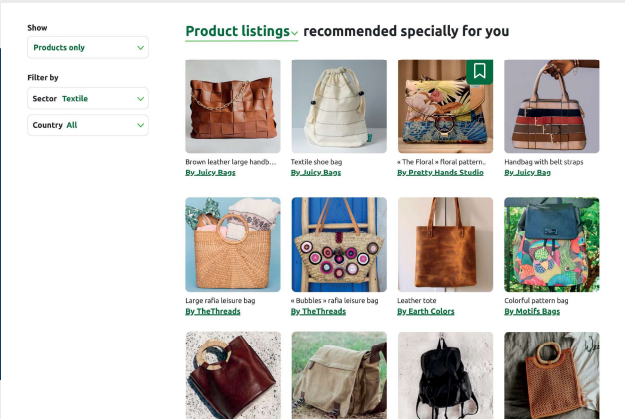 Show
Products only
Filter by
Sector Textile
Country All
Product listings recommended specially for you
Brown leather large handb...
By Juicy Bags
Textile shoe bag
By Juicy Bags
« The Floral » floral pattern..
By Pretty Hands Studio
Handbag with belt straps
By Juicy Bag
Large rafia leisure bag
By TheThreads
« Bubbles » rafia leisure bag
By TheThreads
Leather tote
By Earth Colors
Colorful pattern bag
By Motifs Bags